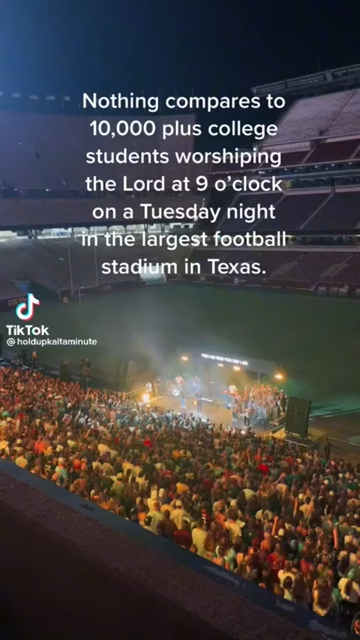 Nothing compares to
10,000 plus college
students worshiping
the Lord at 9 o’clock
on a Tuesday night
in the largest football
stadium in Texas.
TikTok
@holdupkaitaminute